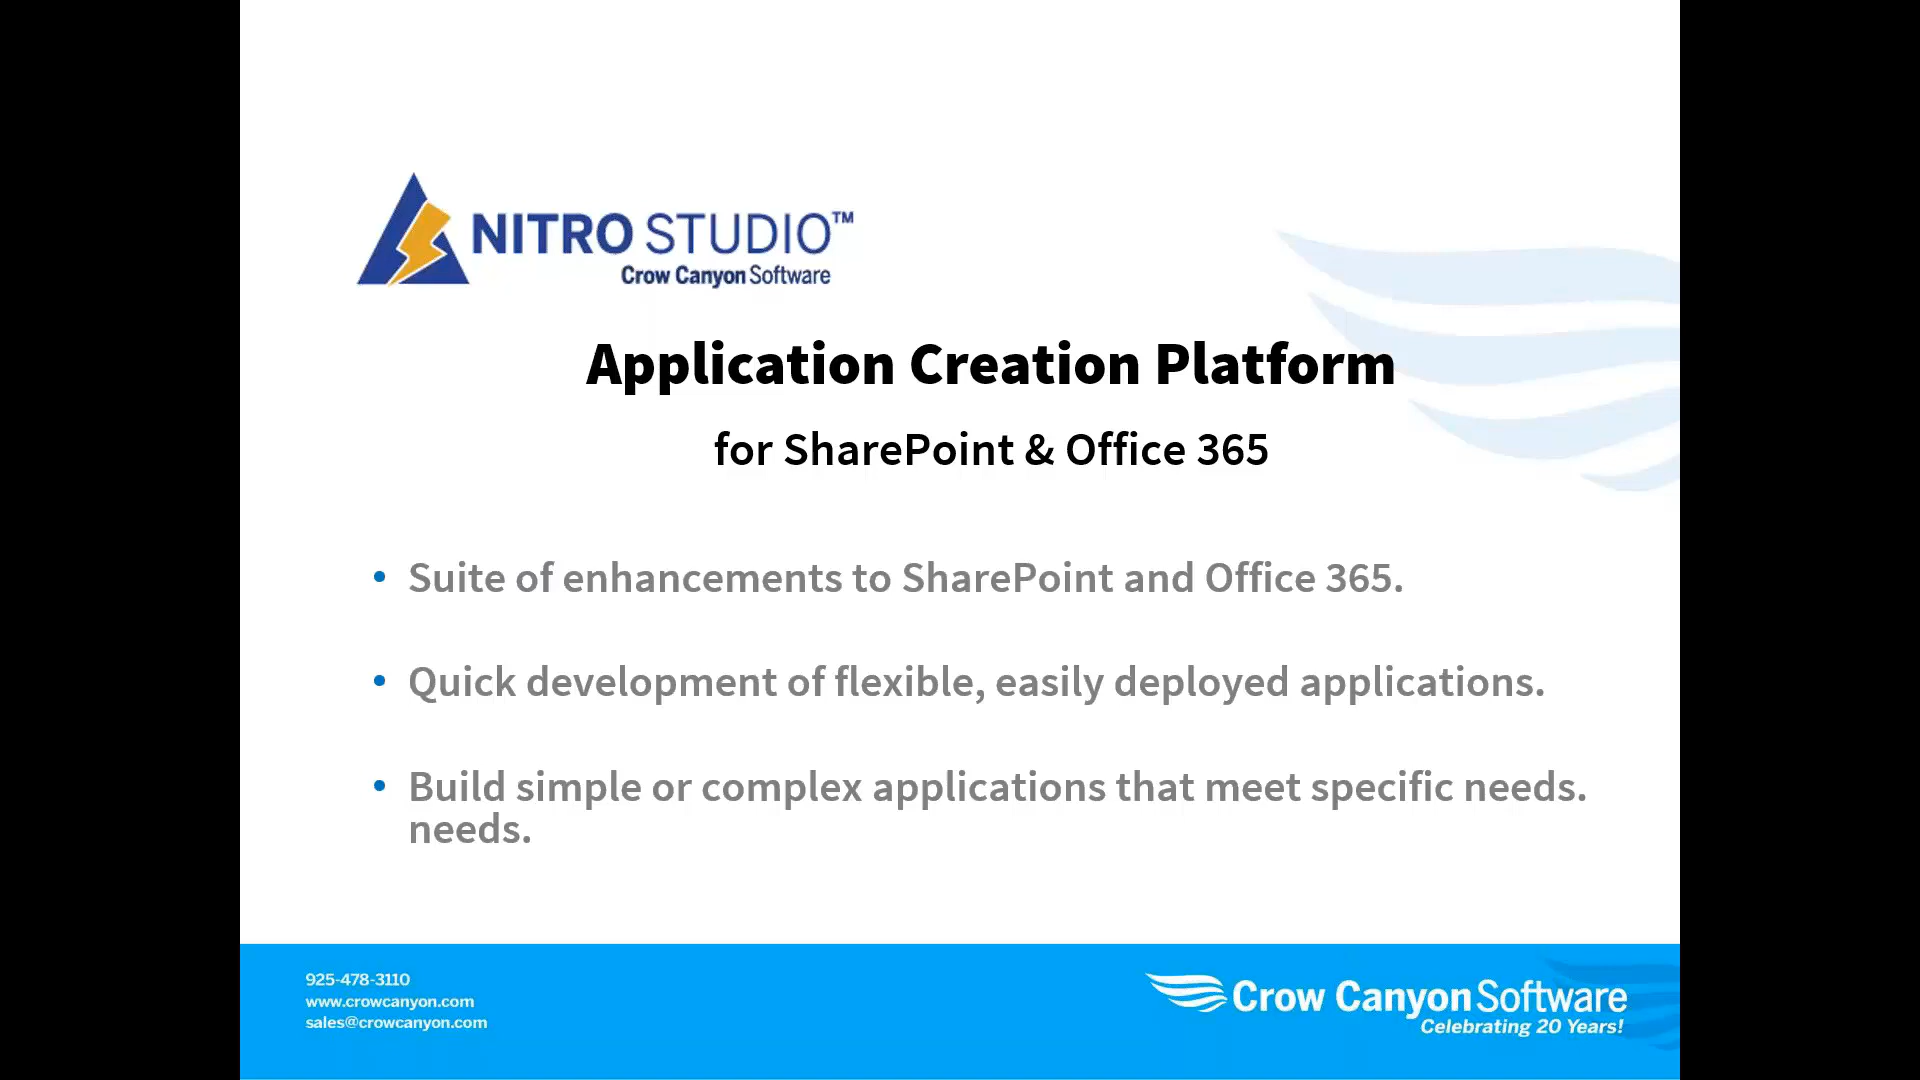 NITRO STUDIO™
Crow Canyon Software
Application Creation Platform
for SharePoint & Office 365
• Suite of enhancements to SharePoint and Office 365.
• Quick development of flexible, easily deployed applications.
• Build simple or complex applications that meet specific needs.
needs.
925-478-3110
www.crowcanyon.com
sales@crowcanyon.com
Crow Canyon Software
Celebrating 20 Years!